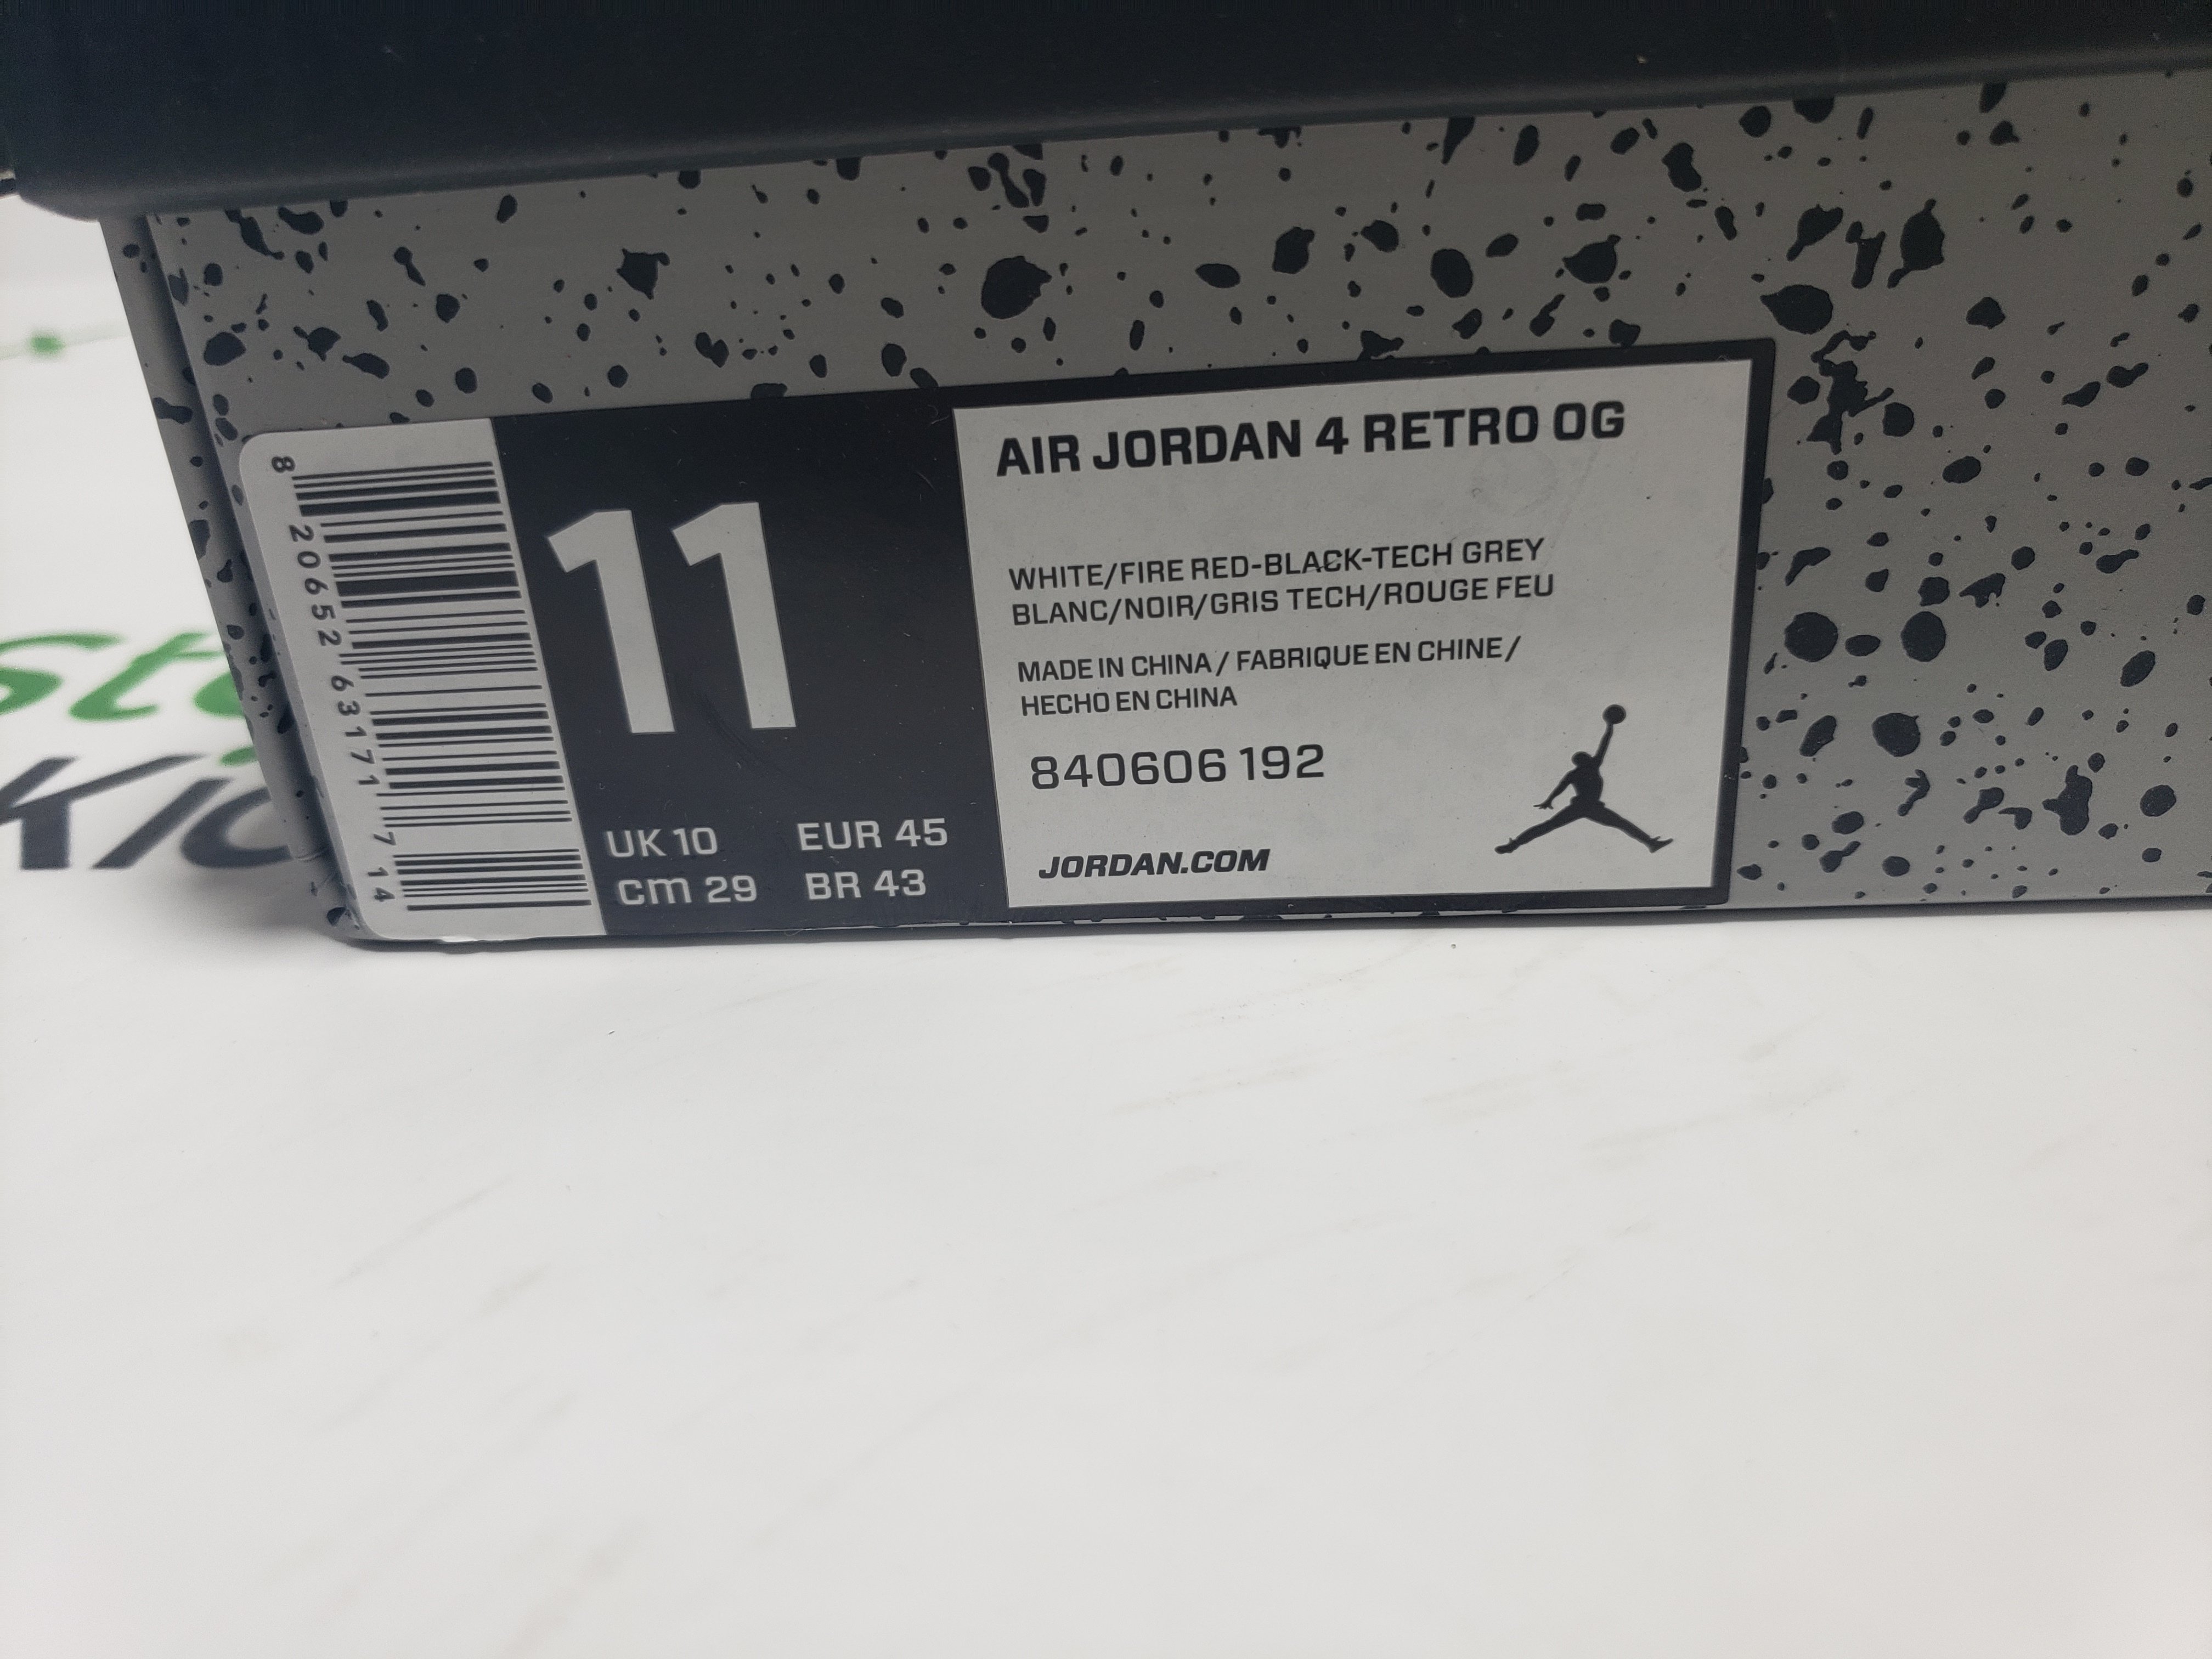 AIR JORDAN 4 RETRO OG
WHITE/FIRE RED-BLACK-TECH GREY
BLANC/NOIR/GRIS TECH/ROUGE FEU
MADE IN CHINA / FABRIQUE EN CHINE /
HECHO EN CHINA
840606 192
JORDAN.COM
11
UK 10 EUR 45
cm 29 BR 43
8 20652 63171 7 14